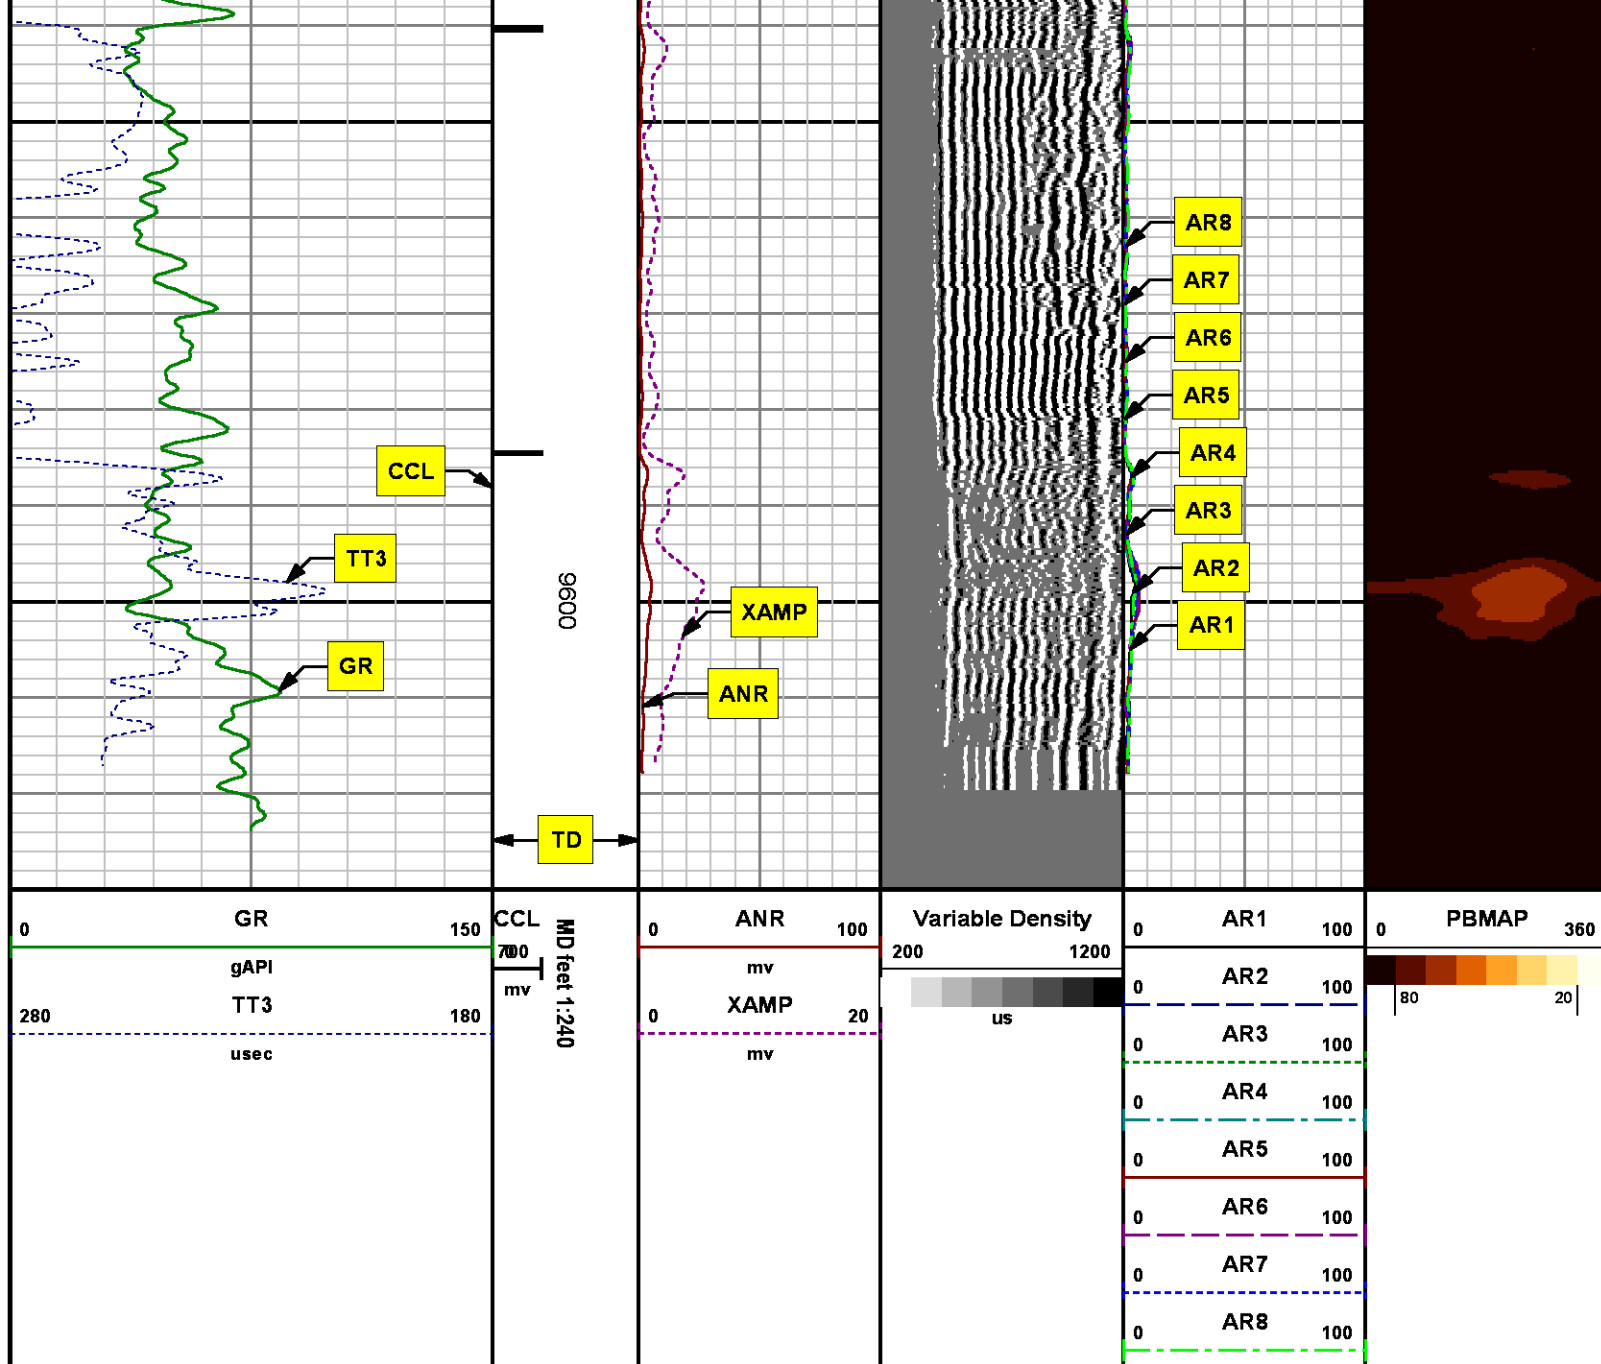 AR8
AR7
AR6
AR5
AR4
CCL
AR3
TT3
AR2
9600
XAMP
AR1
GR
ANR
TD
0 GR 150
gAPI
280 TT3 180
usec
CCL
700
mv
MD feet 1:240
0 ANR 100
mv
0 XAMP 20
mv
Variable Density
200 1200
us
0 AR1 100
0 AR2 100
0 AR3 100
0 AR4 100
0 AR5 100
0 AR6 100
0 AR7 100
0 AR8 100
0 PBMAP 360
80 20